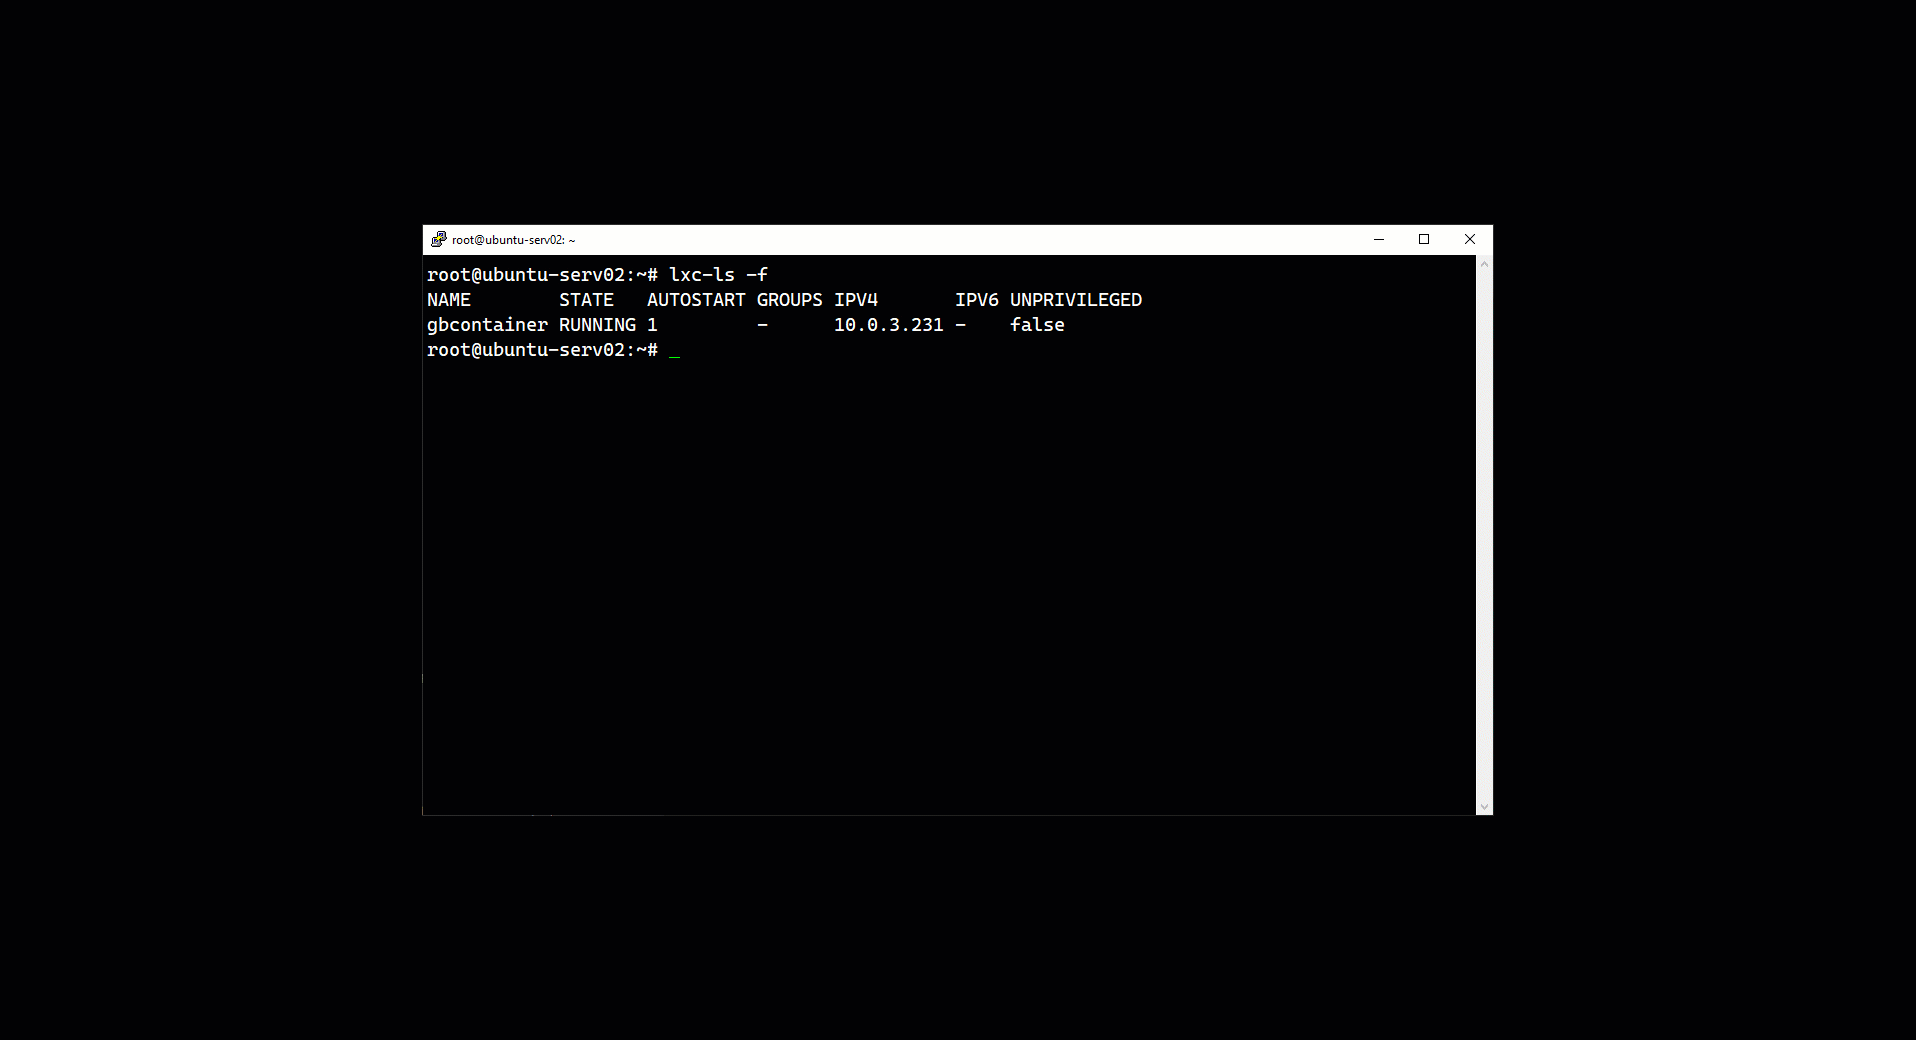 root@ubuntu-serv02: ~
root@ubuntu-serv02:~# lxc-ls -f
NAME        STATE   AUTOSTART GROUPS IPV4       IPV6 UNPRIVILEGED
gbcontainer RUNNING 1         -      10.0.3.231 -    false
root@ubuntu-serv02:~# _